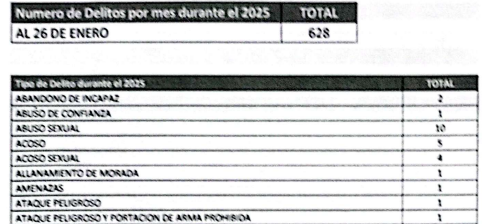 Numero de Delitos por mes durante el 2025 TOTAL
AL 26 DE ENERO 628
Tipo de Delito durante el 2025 TOTAL
ABANDONO DE INCAPAZ 2
ABUSO DE CONFIANZA 1
ABUSO SEXUAL 10
ACOSO 5
ACOSO SEXUAL 4
ALLANAMIENTO DE MORADA 1
AMENAZAS 1
ATAQUE PELIGROSO 1
ATAQUE PELIGROSO Y PORTACION DE ARMA PROHIBIDA 1